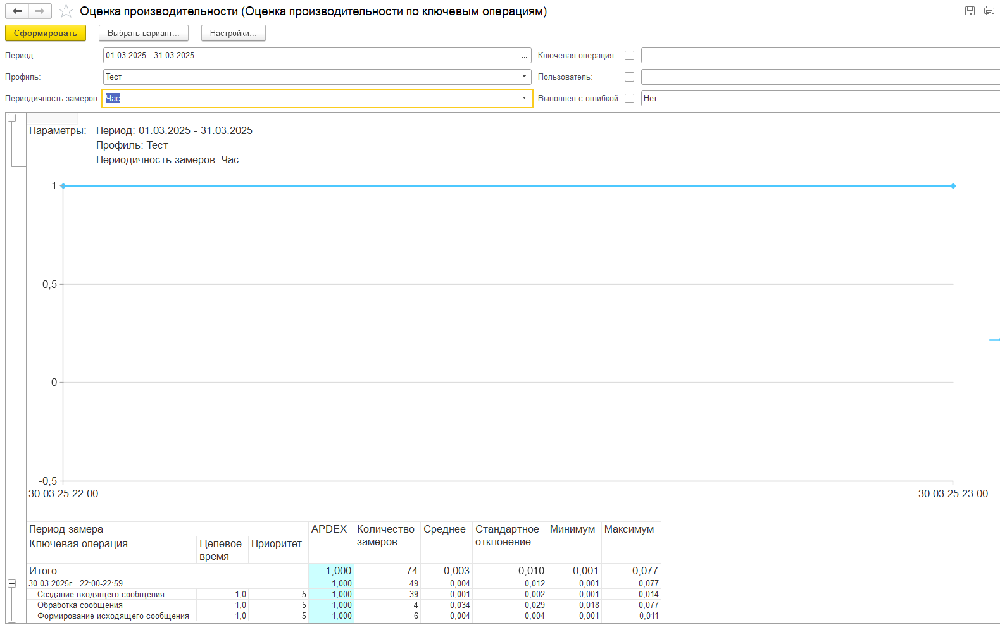 Оценка производительности (Оценка производительности по ключевым операциям)
Сформировать Выбрать вариант... Настройки...
Период: 01.03.2025 - 31.03.2025 ... Ключевая операция:
Профиль: Тест Пользователь:
Периодичность замеров: Час Выполнен с ошибкой: Нет
Параметры: Период: 01.03.2025 - 31.03.2025
Профиль: Тест
Периодичность замеров: Час
1
0,5
0
-0,5
30.03.25 22:00 30.03.25 23:00
Период замера APDEX Количество замеров Среднее Стандартное отклонение Минимум Максимум
Ключевая операция Целевое время Приоритет
Итого 1,000 74 0,003 0,010 0,001 0,077
30.03.2025г. 22:00-22:59 1,000 49 0,004 0,012 0,001 0,077
Создание входящего сообщения 1,0 5 1,000 39 0,001 0,002 0,001 0,014
Обработка сообщения 1,0 5 1,000 4 0,034 0,029 0,018 0,077
Формирование исходящего сообщения 1,0 5 1,000 6 0,004 0,004 0,001 0,011